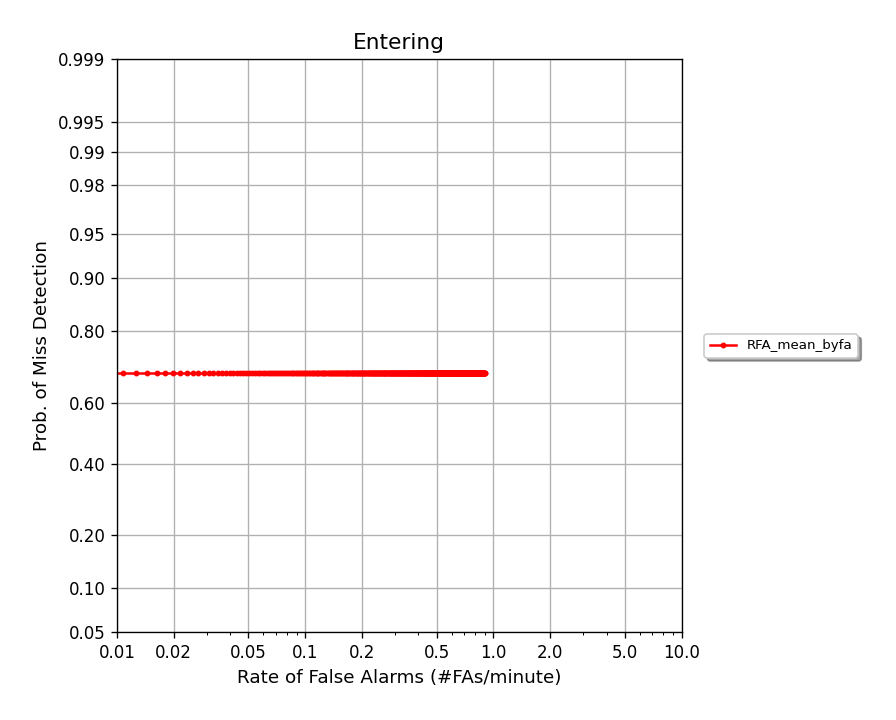 Entering
0.999
0.995
0.99
0.98
0.95
0.90
0.80
0.60
0.40
0.20
0.10
0.05
Prob. of Miss Detection
0.01 0.02 0.05 0.1 0.2 0.5 1.0 2.0 5.0 10.0
Rate of False Alarms (#FAs/minute)
RFA_mean_byfa